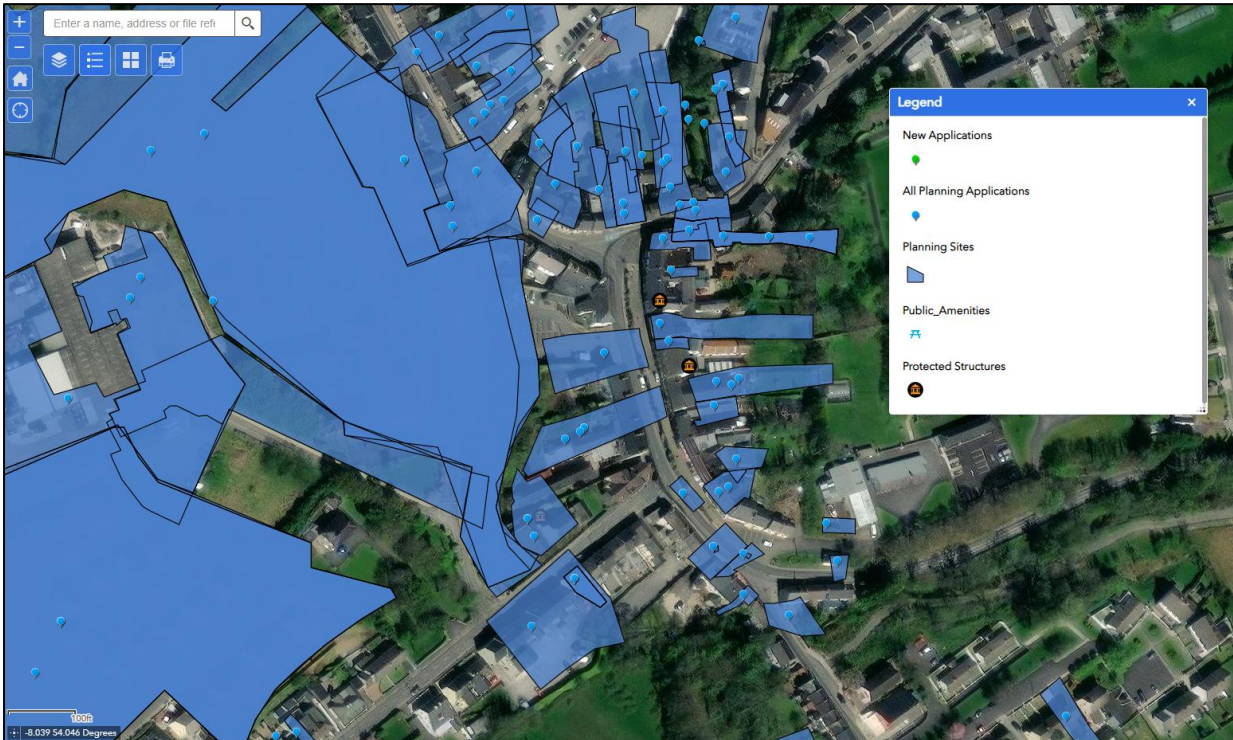 Enter a name, address or file refe
Legend
New Applications
All Planning Applications
Planning Sites
Public_Amenities
Protected Structures
100ft
-8.039 54.046 Degrees